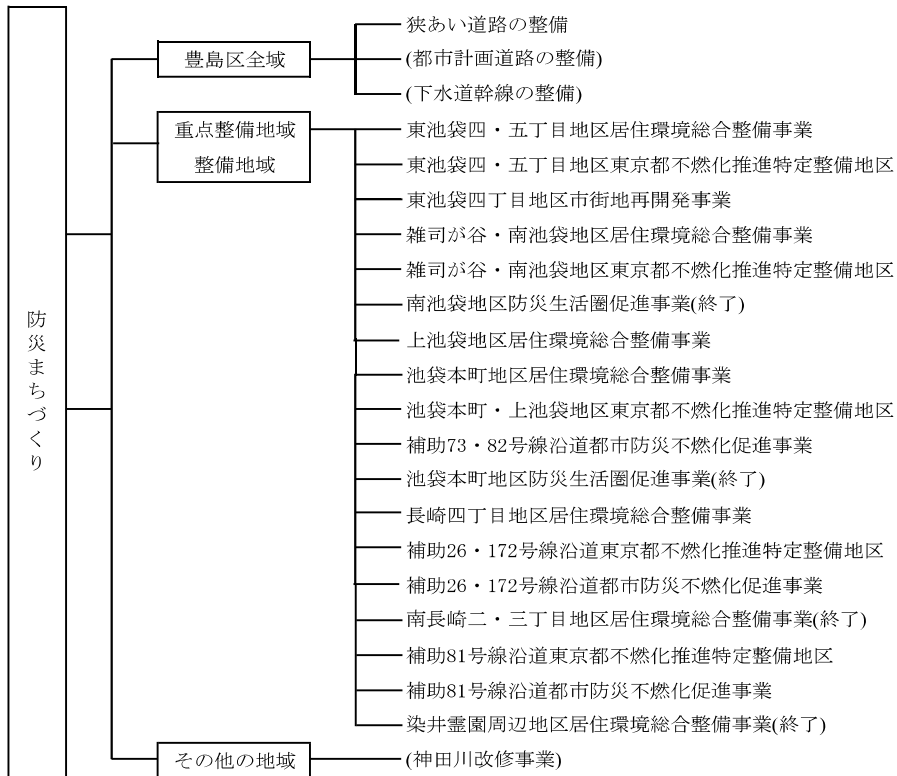 防災まちづくり
豊島区全域
狭あい道路の整備
(都市計画道路の整備)
(下水道幹線の整備)
重点整備地域
整備地域
東池袋四・五丁目地区居住環境総合整備事業
東池袋四・五丁目地区東京都不燃化推進特定整備地区
東池袋四丁目地区市街地再開発事業
雑司が谷・南池袋地区居住環境総合整備事業
雑司が谷・南池袋地区東京都不燃化推進特定整備地区
南池袋地区防災生活圏促進事業(終了)
上池袋地区居住環境総合整備事業
池袋本町地区居住環境総合整備事業
池袋本町・上池袋地区東京都不燃化推進特定整備地区
補助73・82号線沿道都市防災不燃化促進事業
池袋本町地区防災生活圏促進事業(終了)
長崎四丁目地区居住環境総合整備事業
補助26・172号線沿道東京都不燃化推進特定整備地区
補助26・172号線沿道都市防災不燃化促進事業
南長崎二・三丁目地区居住環境総合整備事業(終了)
補助81号線沿道東京都不燃化推進特定整備地区
補助81号線沿道都市防災不燃化促進事業
染井霊園周辺地区居住環境総合整備事業(終了)
その他の地域
(神田川改修事業)